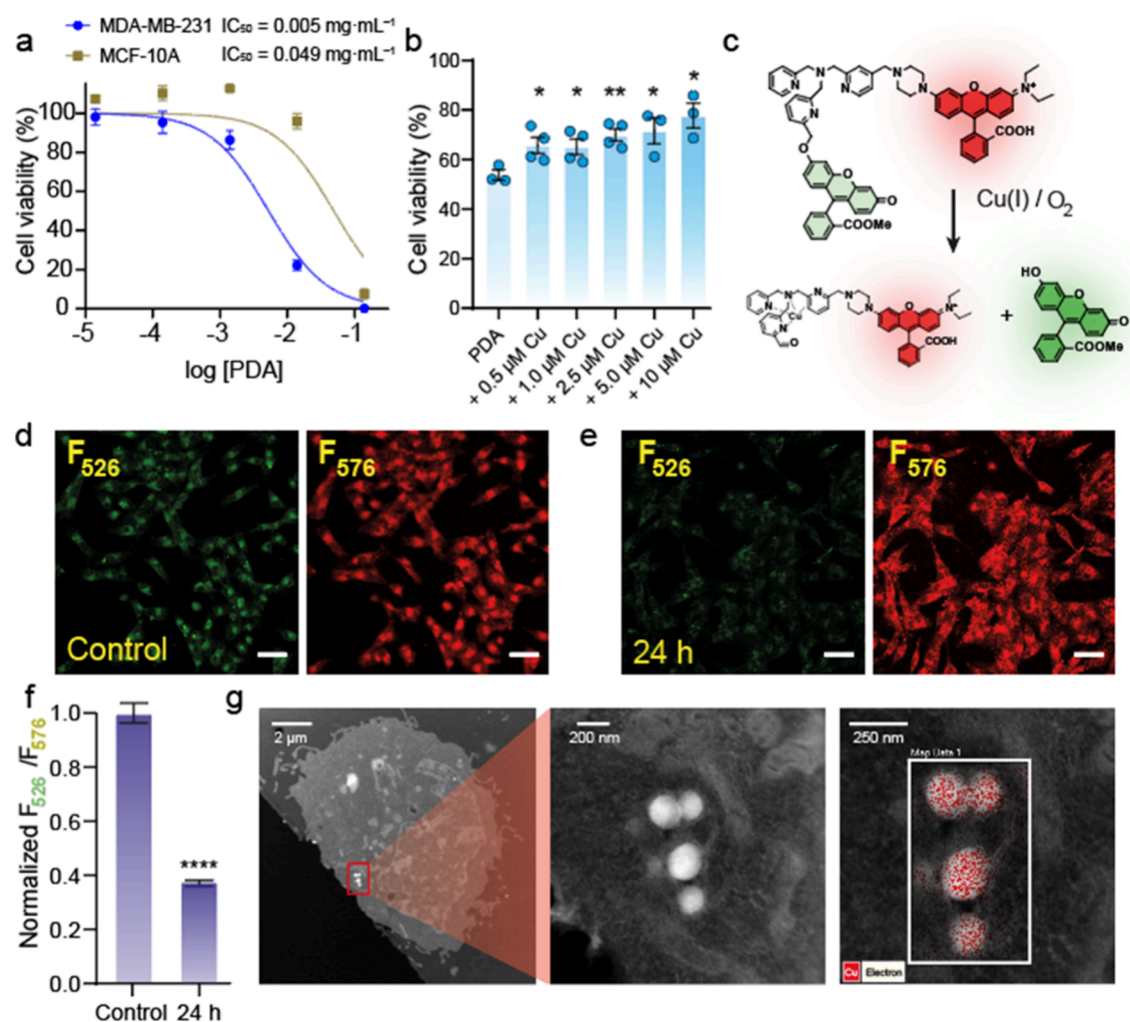 a
MDA-MB-231 IC₅₀ = 0.005 mg·mL⁻¹
MCF-10A IC₅₀ = 0.049 mg·mL⁻¹
Cell viability (%)
100
80
60
40
20
0
-5
-4
-3
-2
-1
log [PDA]
b
Cell viability (%)
100
80
60
40
20
0
*
*
**
*
*
PDA
+ 0.5 µM Cu
+ 1.0 µM Cu
+ 2.5 µM Cu
+ 5.0 µM Cu
+ 10 µM Cu
c
N
N
N
N
N
N
N
O
N⁺
COOH
O
O
O
COOMe
Cu(I) / O₂
N
N
N
N
N
N
Cu
O
O
N⁺
COOH
+
HO
O
O
COOMe
d
F₅₂₆
Control
F₅₇₆
e
F₅₂₆
24 h
F₅₇₆
f
Normalized F₅₂₆ /F₅₇₆
1.0
0.8
0.6
0.4
0.2
0.0
****
Control
24 h
g
2 µm
200 nm
250 nm
Map Data 1
Cu
Electron